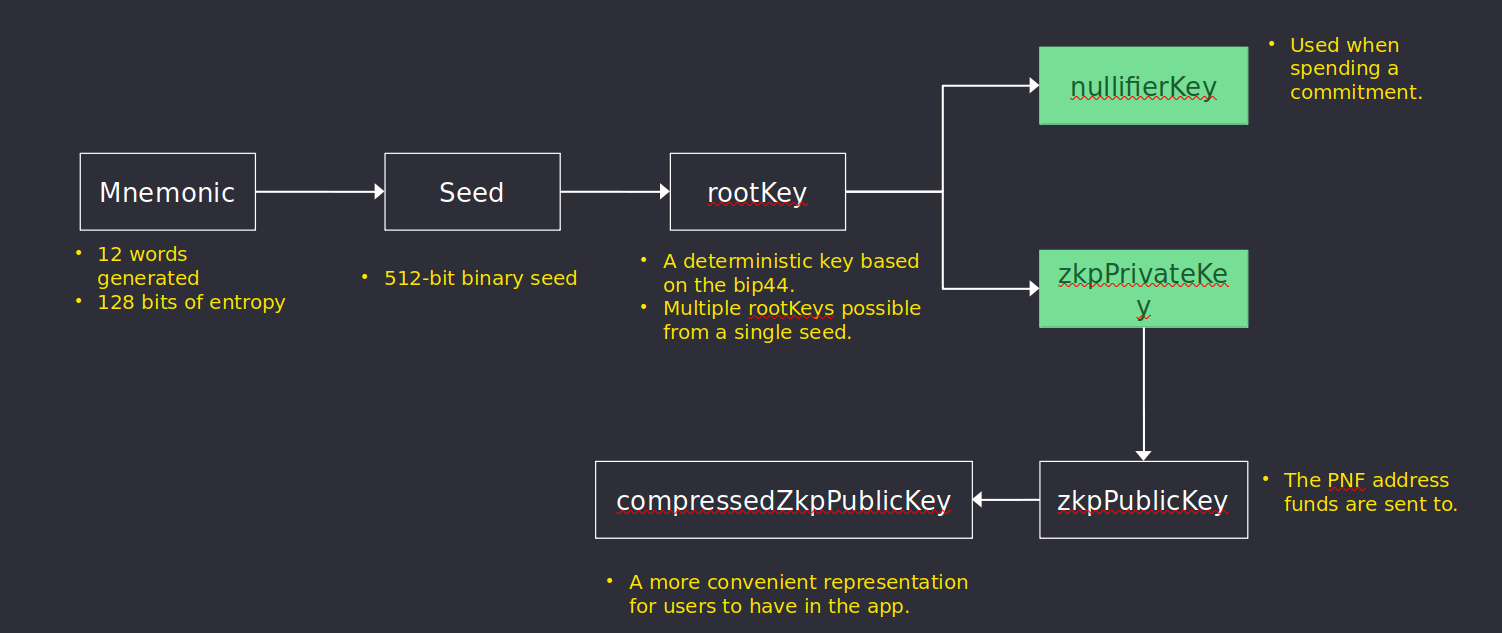 nullifierKey
• Used when
spending a
commitment.
Mnemonic
Seed
rootKey
• 12 words
generated
• 128 bits of entropy
• 512-bit binary seed
• A deterministic key based
on the bip44.
• Multiple rootKeys possible
from a single seed.
zkpPrivateKe
y
compressedZkpPublicKey
zkpPublicKey
• The PNF address
funds are sent to.
• A more convenient representation
for users to have in the app.